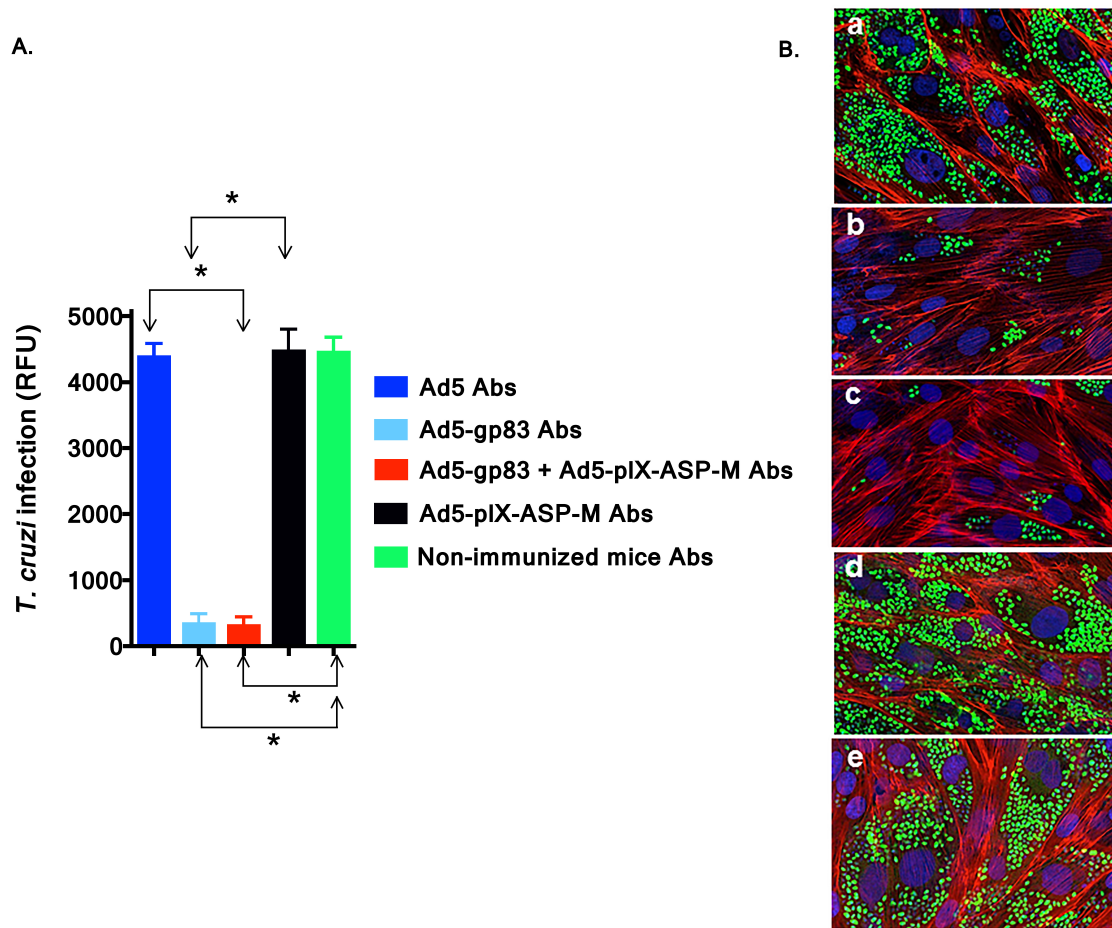 A.
B.
*
*
T. cruzi infection (RFU)
5000
4000
3000
2000
1000
0
*
*
Ad5 Abs
Ad5-gp83 Abs
Ad5-gp83 + Ad5-pIX-ASP-M Abs
Ad5-pIX-ASP-M Abs
Non-immunized mice Abs
a
b
c
d
e